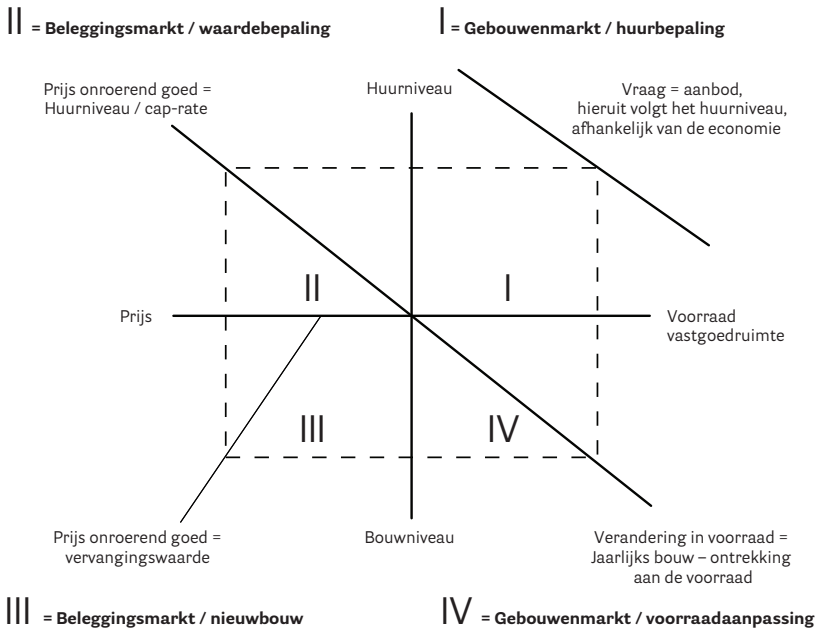 II = Beleggingsmarkt / waardebepaling
I = Gebouwenmarkt / huurbepaling
Prijs onroerend goed =
Huurniveau / cap-rate
Huurniveau
Vraag = aanbod,
hieruit volgt het huurniveau,
afhankelijk van de economie
II
I
Prijs
Voorraad
vastgoedruimte
III
IV
Prijs onroerend goed =
vervangingswaarde
Bouwniveau
Verandering in voorraad =
Jaarlijks bouw – ontrekking
aan de voorraad
III = Beleggingsmarkt / nieuwbouw
IV = Gebouwenmarkt / voorraadaanpassing